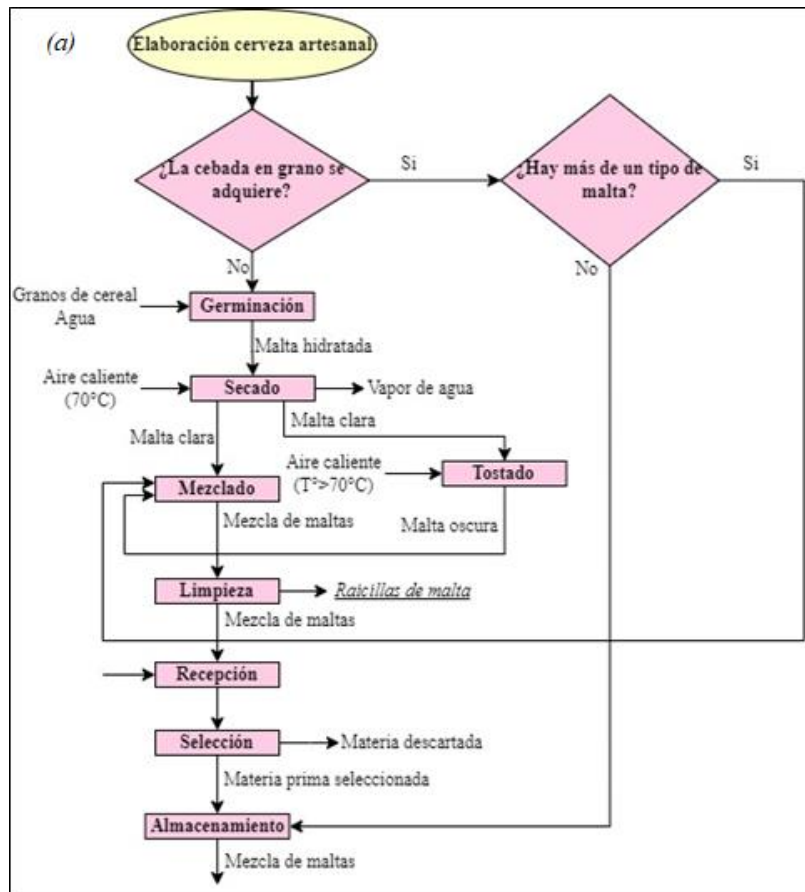 (a)
Elaboración cerveza artesanal
¿La cebada en grano se
adquiere?
Si
¿Hay más de un tipo de
malta?
Si
No
No
Granos de cereal
Agua
Germinación
Malta hidratada
Aire caliente
(70°C)
Secado
Vapor de agua
Malta clara
Malta clara
Aire caliente
(T°>70°C)
Tostado
Mezclado
Mezcla de maltas
Malta oscura
Limpieza
Raicillas de malta
Mezcla de maltas
Recepción
Selección
Materia descartada
Materia prima seleccionada
Almacenamiento
Mezcla de maltas